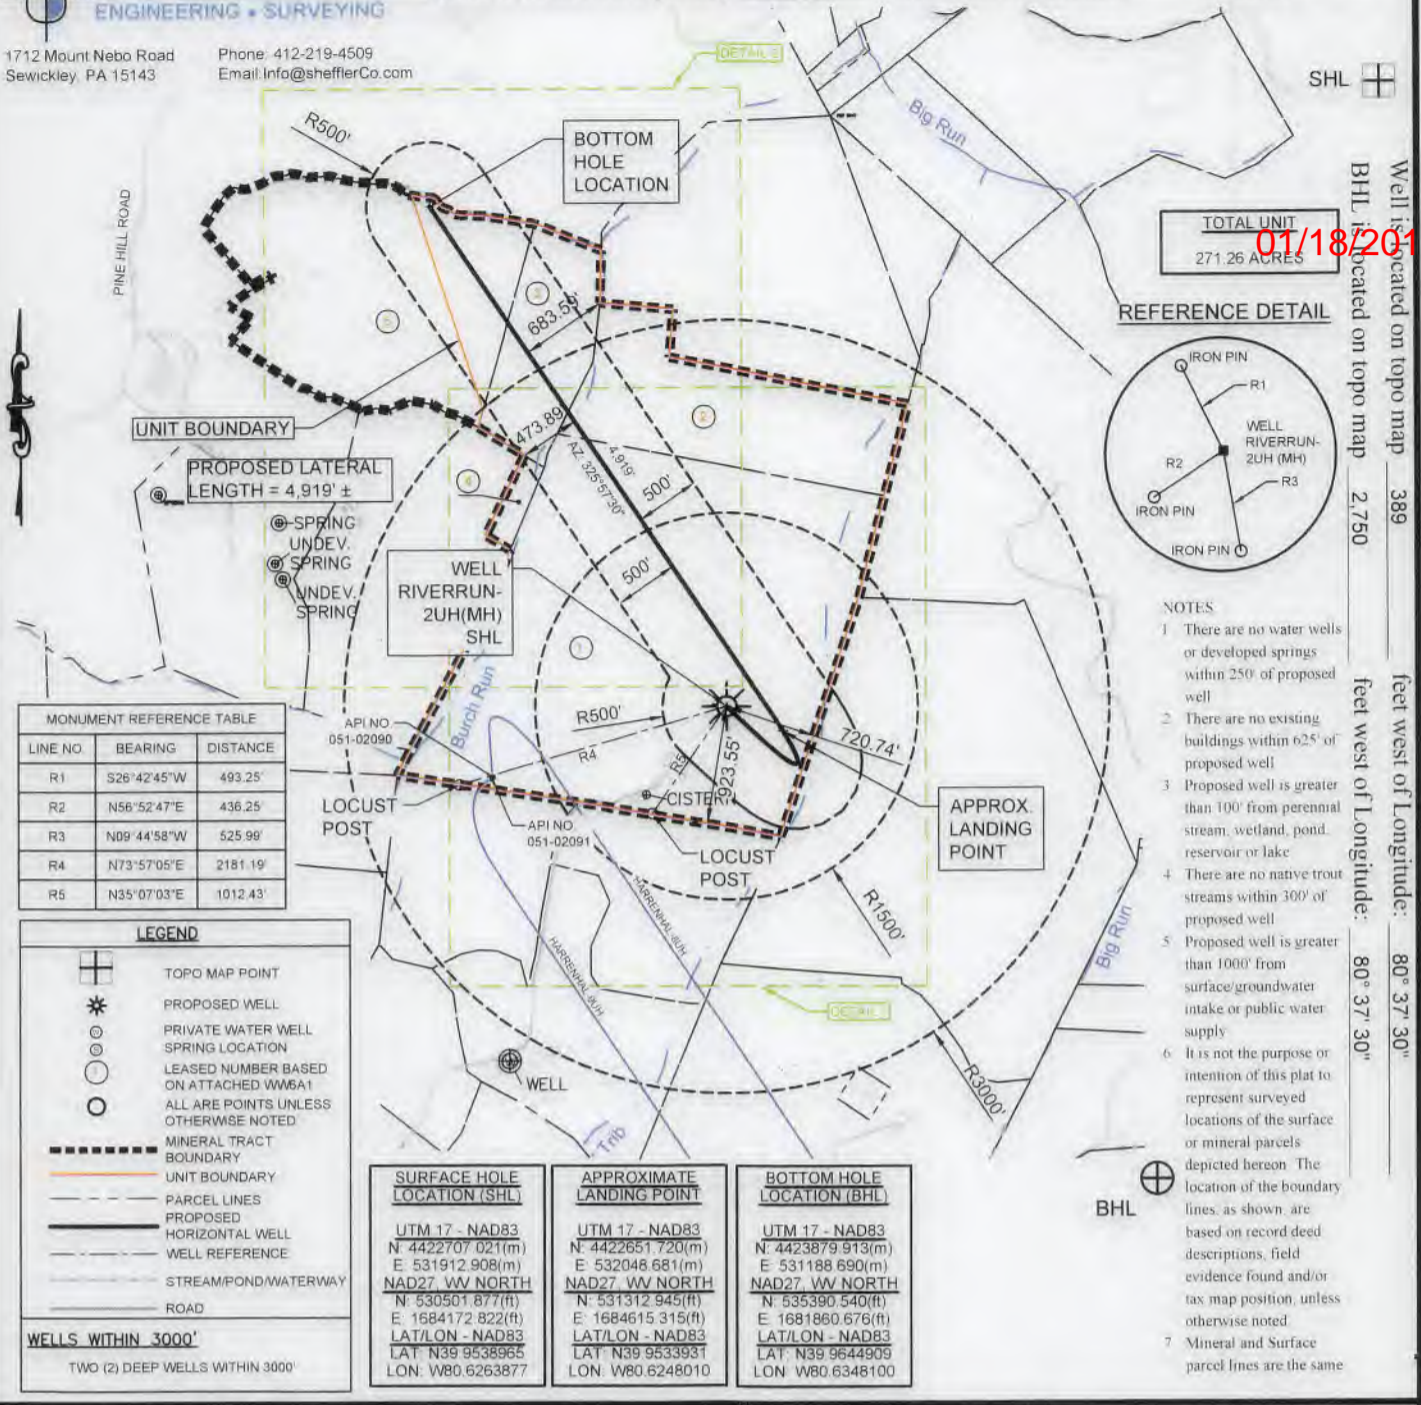 ENGINEERING • SURVEYING
1712 Mount Nebo Road
Sewickley, PA 15143
Phone: 412-219-4509
Email:info@shefflerCo.com
DETAIL 2
SHL
Big Run
R500'
BOTTOM
HOLE
LOCATION
PINE HILL ROAD
TOTAL UNIT
271.26 ACRES
01/18/201
Well is located on topo map 389 feet west of Longitude: 80° 37' 30"
BHL is located on topo map 2,750 feet west of Longitude: 80° 37' 30"
REFERENCE DETAIL
IRON PIN
R1
WELL
RIVERRUN-
2UH (MH)
R2
R3
IRON PIN
IRON PIN
683.59'
UNIT BOUNDARY
473.89'
AZ: 325°57'30"
4,919'
PROPOSED LATERAL
LENGTH = 4,919' ±
500'
500'
SPRING
UNDEV.
SPRING
UNDEV.
SPRING
WELL
RIVERRUN-
2UH(MH)
SHL
Burch Run
API NO.
051-02090
R500'
R4
R5
923.55'
720.74'
CISTERN
LOCUST
POST
API NO.
051-02091
LOCUST
POST
APPROX.
LANDING
POINT
HARRENHAL-6UH
HARRENHAL-9UH
R1500'
R3000'
Big Run
DETAIL 1
WELL
Trib
BHL
MONUMENT REFERENCE TABLE
LINE NO. BEARING DISTANCE
R1 S26°42'45"W 493.25'
R2 N56°52'47"E 436.25'
R3 N09°44'58"W 525.99'
R4 N73°57'05"E 2181.19'
R5 N35°07'03"E 1012.43'
LEGEND
TOPO MAP POINT
PROPOSED WELL
PRIVATE WATER WELL
SPRING LOCATION
LEASED NUMBER BASED
ON ATTACHED WW6A1
ALL ARE POINTS UNLESS
OTHERWISE NOTED
MINERAL TRACT
BOUNDARY
UNIT BOUNDARY
PARCEL LINES
PROPOSED
HORIZONTAL WELL
WELL REFERENCE
STREAM/POND/WATERWAY
ROAD
WELLS WITHIN 3000'
TWO (2) DEEP WELLS WITHIN 3000'
SURFACE HOLE
LOCATION (SHL)
UTM 17 - NAD83
N: 4422707.021(m)
E: 531912.908(m)
NAD27, WV NORTH
N: 530501.877(ft)
E: 1684172.822(ft)
LAT/LON - NAD83
LAT: N39.9538965
LON: W80.6263877
APPROXIMATE
LANDING POINT
UTM 17 - NAD83
N: 4422651.720(m)
E: 532048.681(m)
NAD27, WV NORTH
N: 531312.945(ft)
E: 1684615.315(ft)
LAT/LON - NAD83
LAT: N39.9533931
LON: W80.6248010
BOTTOM HOLE
LOCATION (BHL)
UTM 17 - NAD83
N: 4423879.913(m)
E: 531188.690(m)
NAD27, WV NORTH
N: 535390.540(ft)
E: 1681860.676(ft)
LAT/LON - NAD83
LAT: N39.9644909
LON: W80.6348100
NOTES
1 There are no water wells
or developed springs
within 250' of proposed
well
2 There are no existing
buildings within 625' of
proposed well
3 Proposed well is greater
than 100' from perennial
stream, wetland, pond,
reservoir or lake
4 There are no native trout
streams within 300' of
proposed well
5 Proposed well is greater
than 1000' from
surface/groundwater
intake or public water
supply
6 It is not the purpose or
intention of this plat to
represent surveyed
locations of the surface
or mineral parcels
depicted hereon. The
location of the boundary
lines, as shown, are
based on record deed
descriptions, field
evidence found and/or
tax map position, unless
otherwise noted
7 Mineral and Surface
parcel lines are the same